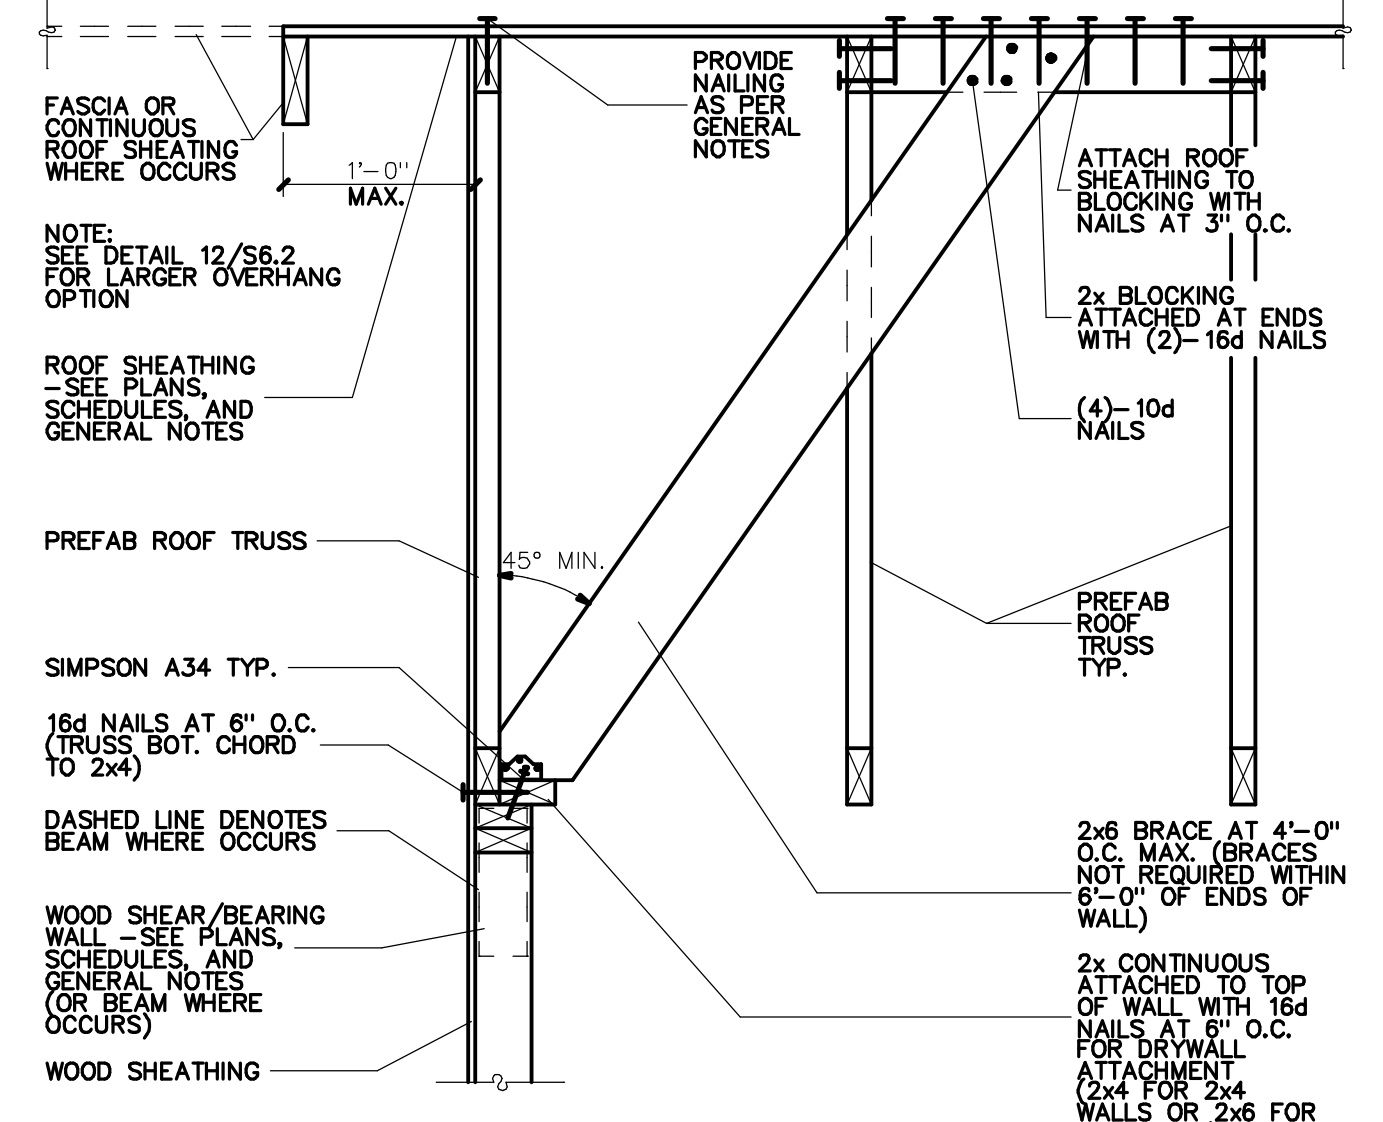 FASCIA OR
CONTINUOUS
ROOF SHEATING
WHERE OCCURS
1'-0"
MAX.
NOTE:
SEE DETAIL 12/S6.2
FOR LARGER OVERHANG
OPTION
ROOF SHEATHING
-SEE PLANS,
SCHEDULES, AND
GENERAL NOTES
PREFAB ROOF TRUSS
SIMPSON A34 TYP.
16d NAILS AT 6" O.C.
(TRUSS BOT. CHORD
TO 2x4)
DASHED LINE DENOTES
BEAM WHERE OCCURS
WOOD SHEAR/BEARING
WALL -SEE PLANS,
SCHEDULES, AND
GENERAL NOTES
(OR BEAM WHERE
OCCURS)
WOOD SHEATHING
PROVIDE
NAILING
AS PER
GENERAL
NOTES
45° MIN.
ATTACH ROOF
SHEATHING TO
BLOCKING WITH
NAILS AT 3" O.C.
2x BLOCKING
ATTACHED AT ENDS
WITH (2)-16d NAILS
(4)-10d
NAILS
PREFAB
ROOF
TRUSS
TYP.
2x6 BRACE AT 4'-0"
O.C. MAX. (BRACES
NOT REQUIRED WITHIN
6'-0" OF ENDS OF
WALL)
2x CONTINUOUS
ATTACHED TO TOP
OF WALL WITH 16d
NAILS AT 6" O.C.
FOR DRYWALL
ATTACHMENT
(2x4 FOR 2x4
WALLS OR 2x6 FOR